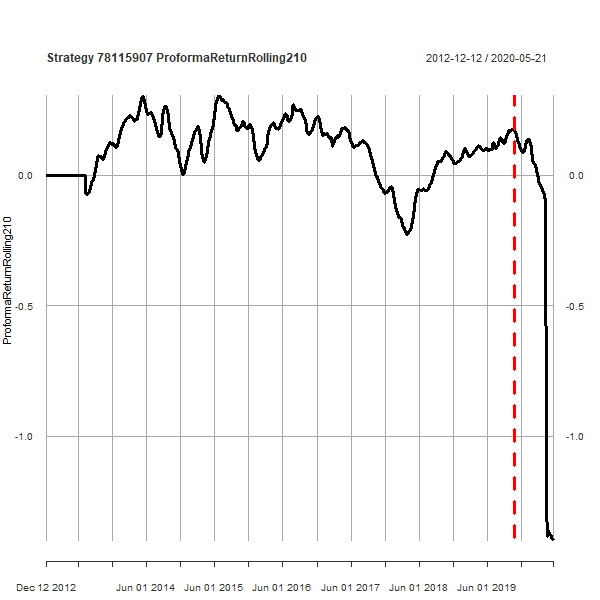 Strategy 78115907 ProformaReturnRolling210
2012-12-12 / 2020-05-21
ProformaReturnRolling210
0.0
0.0
-0.5
-0.5
-1.0
-1.0
Dec 12 2012
Jun 01 2014
Jun 01 2015
Jun 01 2016
Jun 01 2017
Jun 01 2018
Jun 01 2019